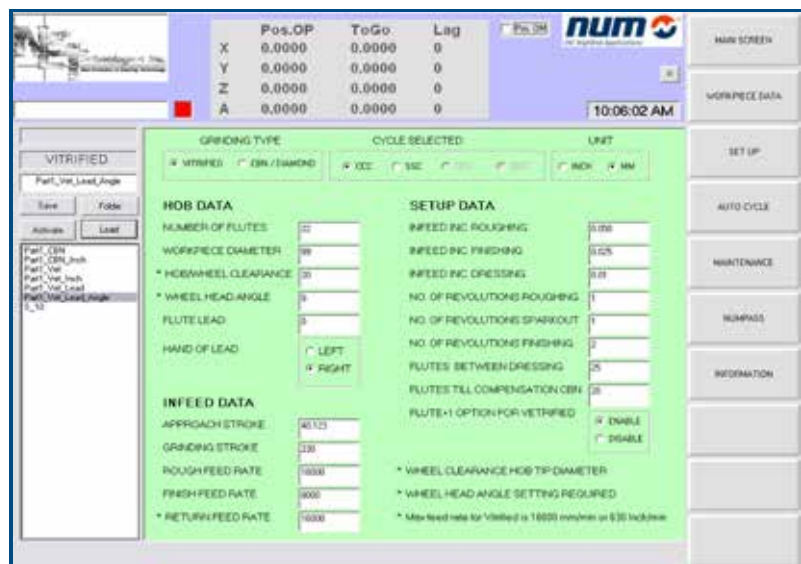 Pos.OP ToGo Lag
Pos.OM
num
X 0.0000 0.0000 0
Y 0.0000 0.0000 0
Z 0.0000 0.0000 0
A 0.0000 0.0000 0
10:06:02 AM
MAIN SCREEN
WORKPIECE DATA
SET UP
AUTO CYCLE
MAINTENANCE
NUMPASS
INFORMATION
VITRIFIED
Part1_Vet_Lead_Angle
Save Folder
Activate Load
Part1_CBN
Part1_CBN_Inch
Part1_Vet
Part1_Vet_Inch
Part1_Vet_Lead
Part1_Vet_Lead_Angle
S_10
GRINDING TYPE CYCLE SELECTED UNIT
VITRIFIED CBN / DIAMOND OCC SSC INCH MM
HOB DATA
NUMBER OF FLUTES 22
WORKPIECE DIAMETER 99
* HOB/WHEEL CLEARANCE 20
* WHEEL HEAD ANGLE
FLUTE LEAD
HAND OF LEAD LEFT
RIGHT
INFEED DATA
APPROACH STROKE 40.123
GRINDING STROKE 220
ROUGH FEED RATE 16000
FINISH FEED RATE 8000
* RETURN FEED RATE 16000
SETUP DATA
INFEED INC ROUGHING 0.050
INFEED INC FINISHING 0.025
INFEED INC DRESSING 0.01
NO. OF REVOLUTIONS ROUGHING 1
NO. OF REVOLUTIONS SPARKOUT 1
NO. OF REVOLUTIONS FINISHING 2
FLUTES BETWEEN DRESSING 25
FLUTES TILL COMPENSATION CBN
FLUTE+1 OPTION FOR VETRIFIED ENABLE
DISABLE
* WHEEL CLEARANCE HOB TIP DIAMETER
* WHEEL HEAD ANGLE SETTING REQUIRED
* Max feed rate for Vitrified is 16000 mm/min or 630 Inch/min